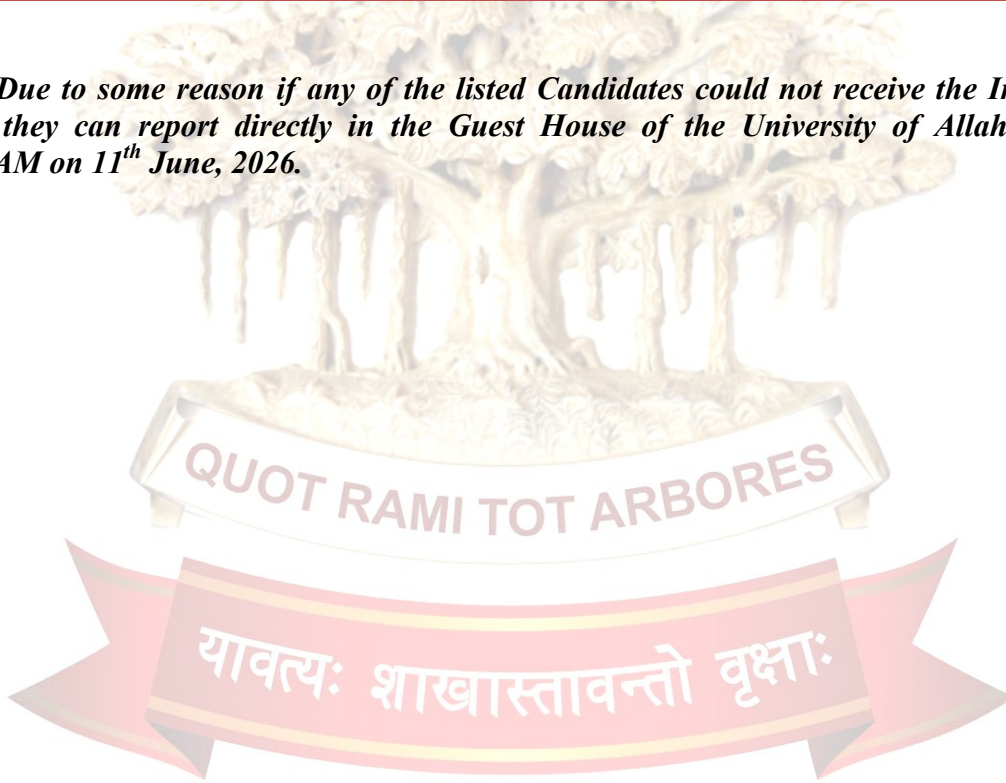 Due to some reason if any of the listed Candidates could not receive the
they can report directly in the Guest House of the University of
AM on 11th June, 2026.
QUOT RAMI TOT ARBORES
यावत्यः शाखास्तावन्तो वृक्षाः